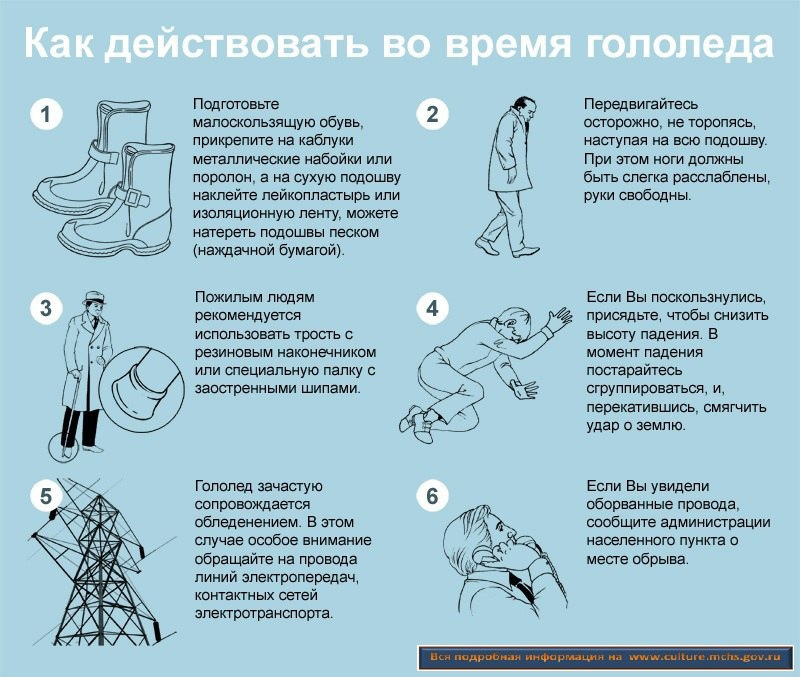 Как действовать во время гололеда
1
Подготовьте
малоскользящую обувь,
прикрепите на каблуки
металлические набойки или
поролон, а на сухую подошву
наклейте лейкопластырь или
изоляционную ленту, можете
натереть подошвы песком
(наждачной бумагой).
2
Передвигайтесь
осторожно, не торопясь,
наступая на всю подошву.
При этом ноги должны
быть слегка расслаблены,
руки свободны.
3
Пожилым людям
рекомендуется
использовать трость с
резиновым наконечником
или специальную палку с
заостренными шипами.
4
Если Вы поскользнулись,
присядьте, чтобы снизить
высоту падения. В
момент падения
постарайтесь
сгруппироваться, и,
перекатившись, смягчить
удар о землю.
5
Гололед зачастую
сопровождается
обледенением. В этом
случае особое внимание
обращайте на провода
линий электропередач,
контактных сетей
электротранспорта.
6
Если Вы увидели
оборванные провода,
сообщите администрации
населенного пункта о
месте обрыва.
Вся подробная информация на www.culture.mchs.gov.ru